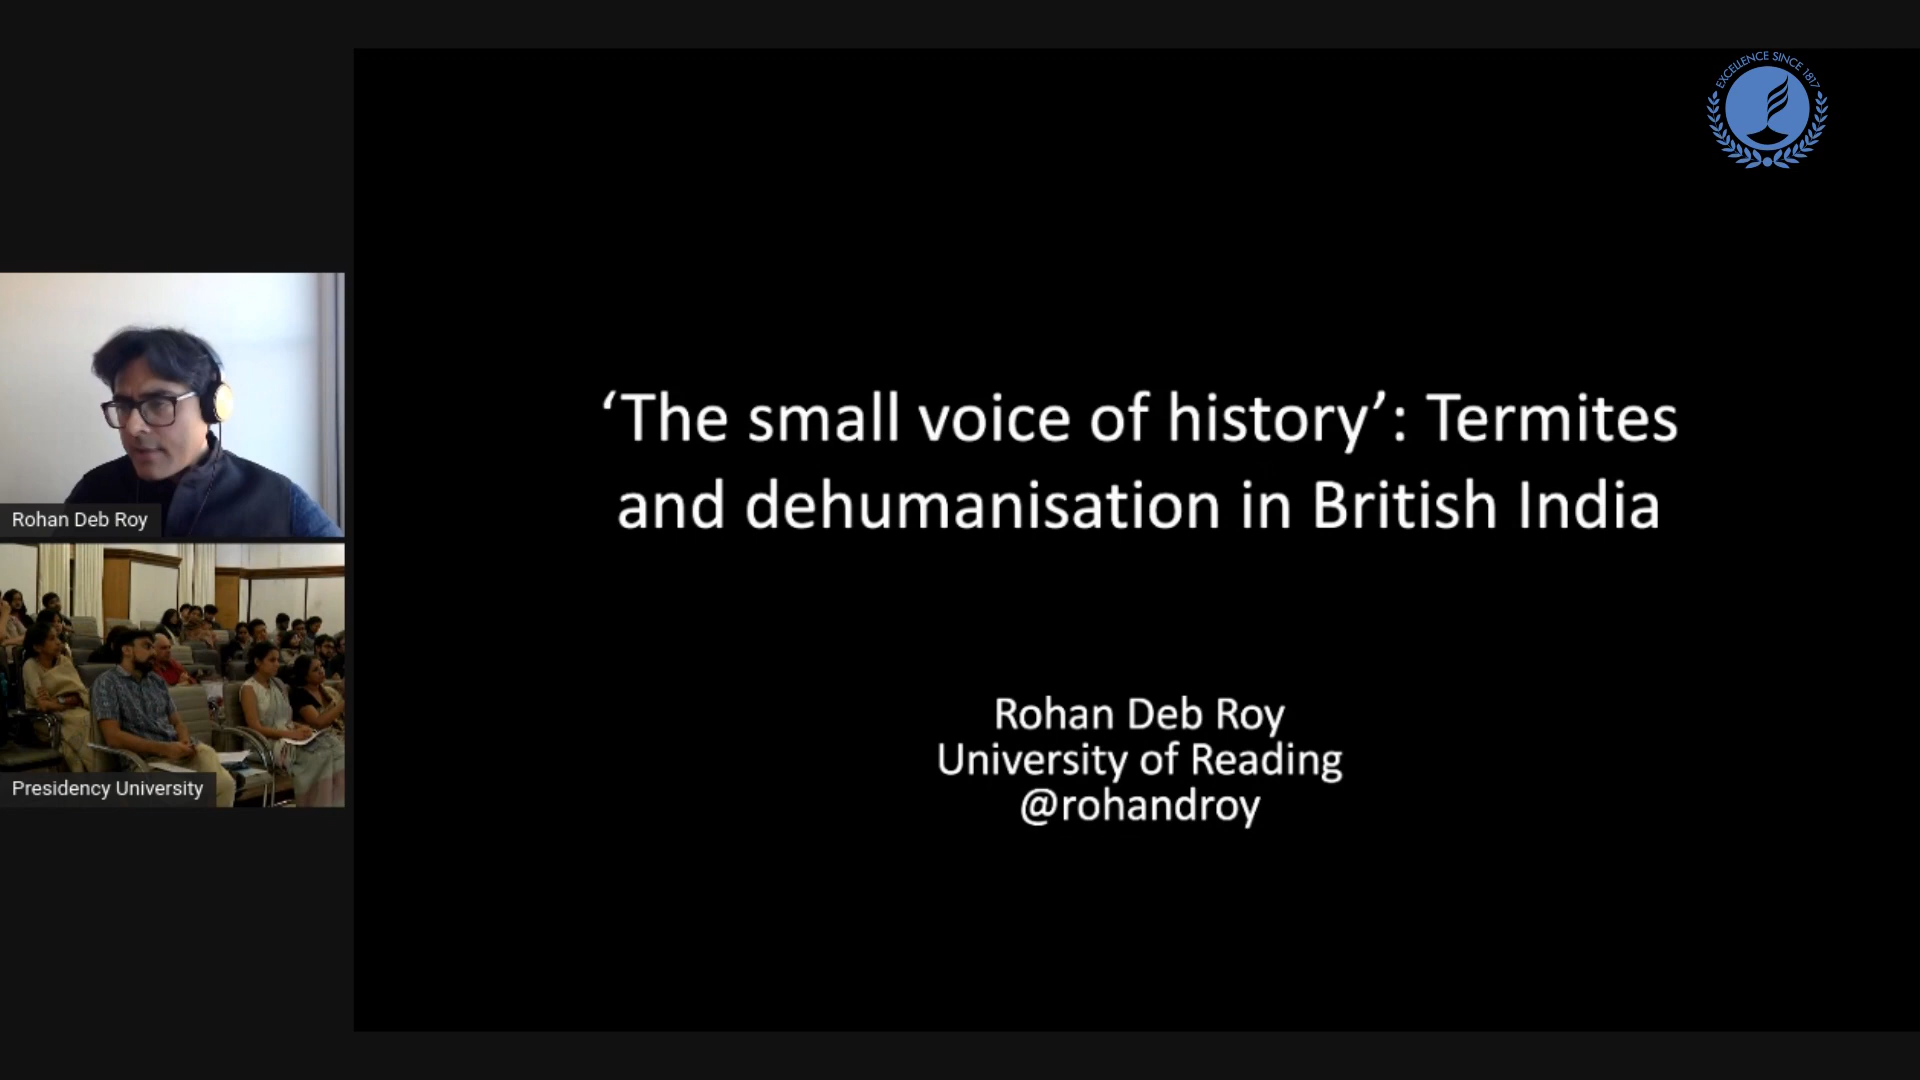 EXCELLENCE SINCE 1817
‘The small voice of history’: Termites
and dehumanisation in British India
Rohan Deb Roy
University of Reading
@rohandroy
Rohan Deb Roy
Presidency University